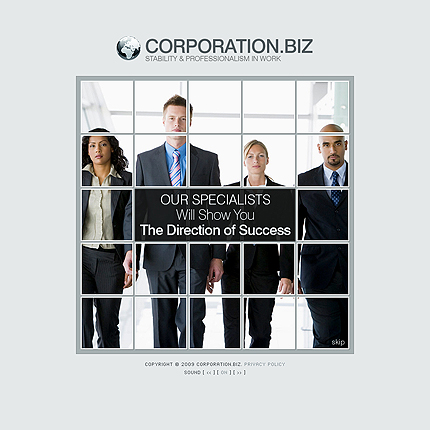 CORPORATION.BIZ
STABILITY & PROFESSIONALISM IN WORK
OUR SPECIALISTS
Will Show You
The Direction of Success
skip
COPYRIGHT © 2009 CORPORATION.BIZ. PRIVACY POLICY
SOUND [ << ] [ ON ] [ >> ]